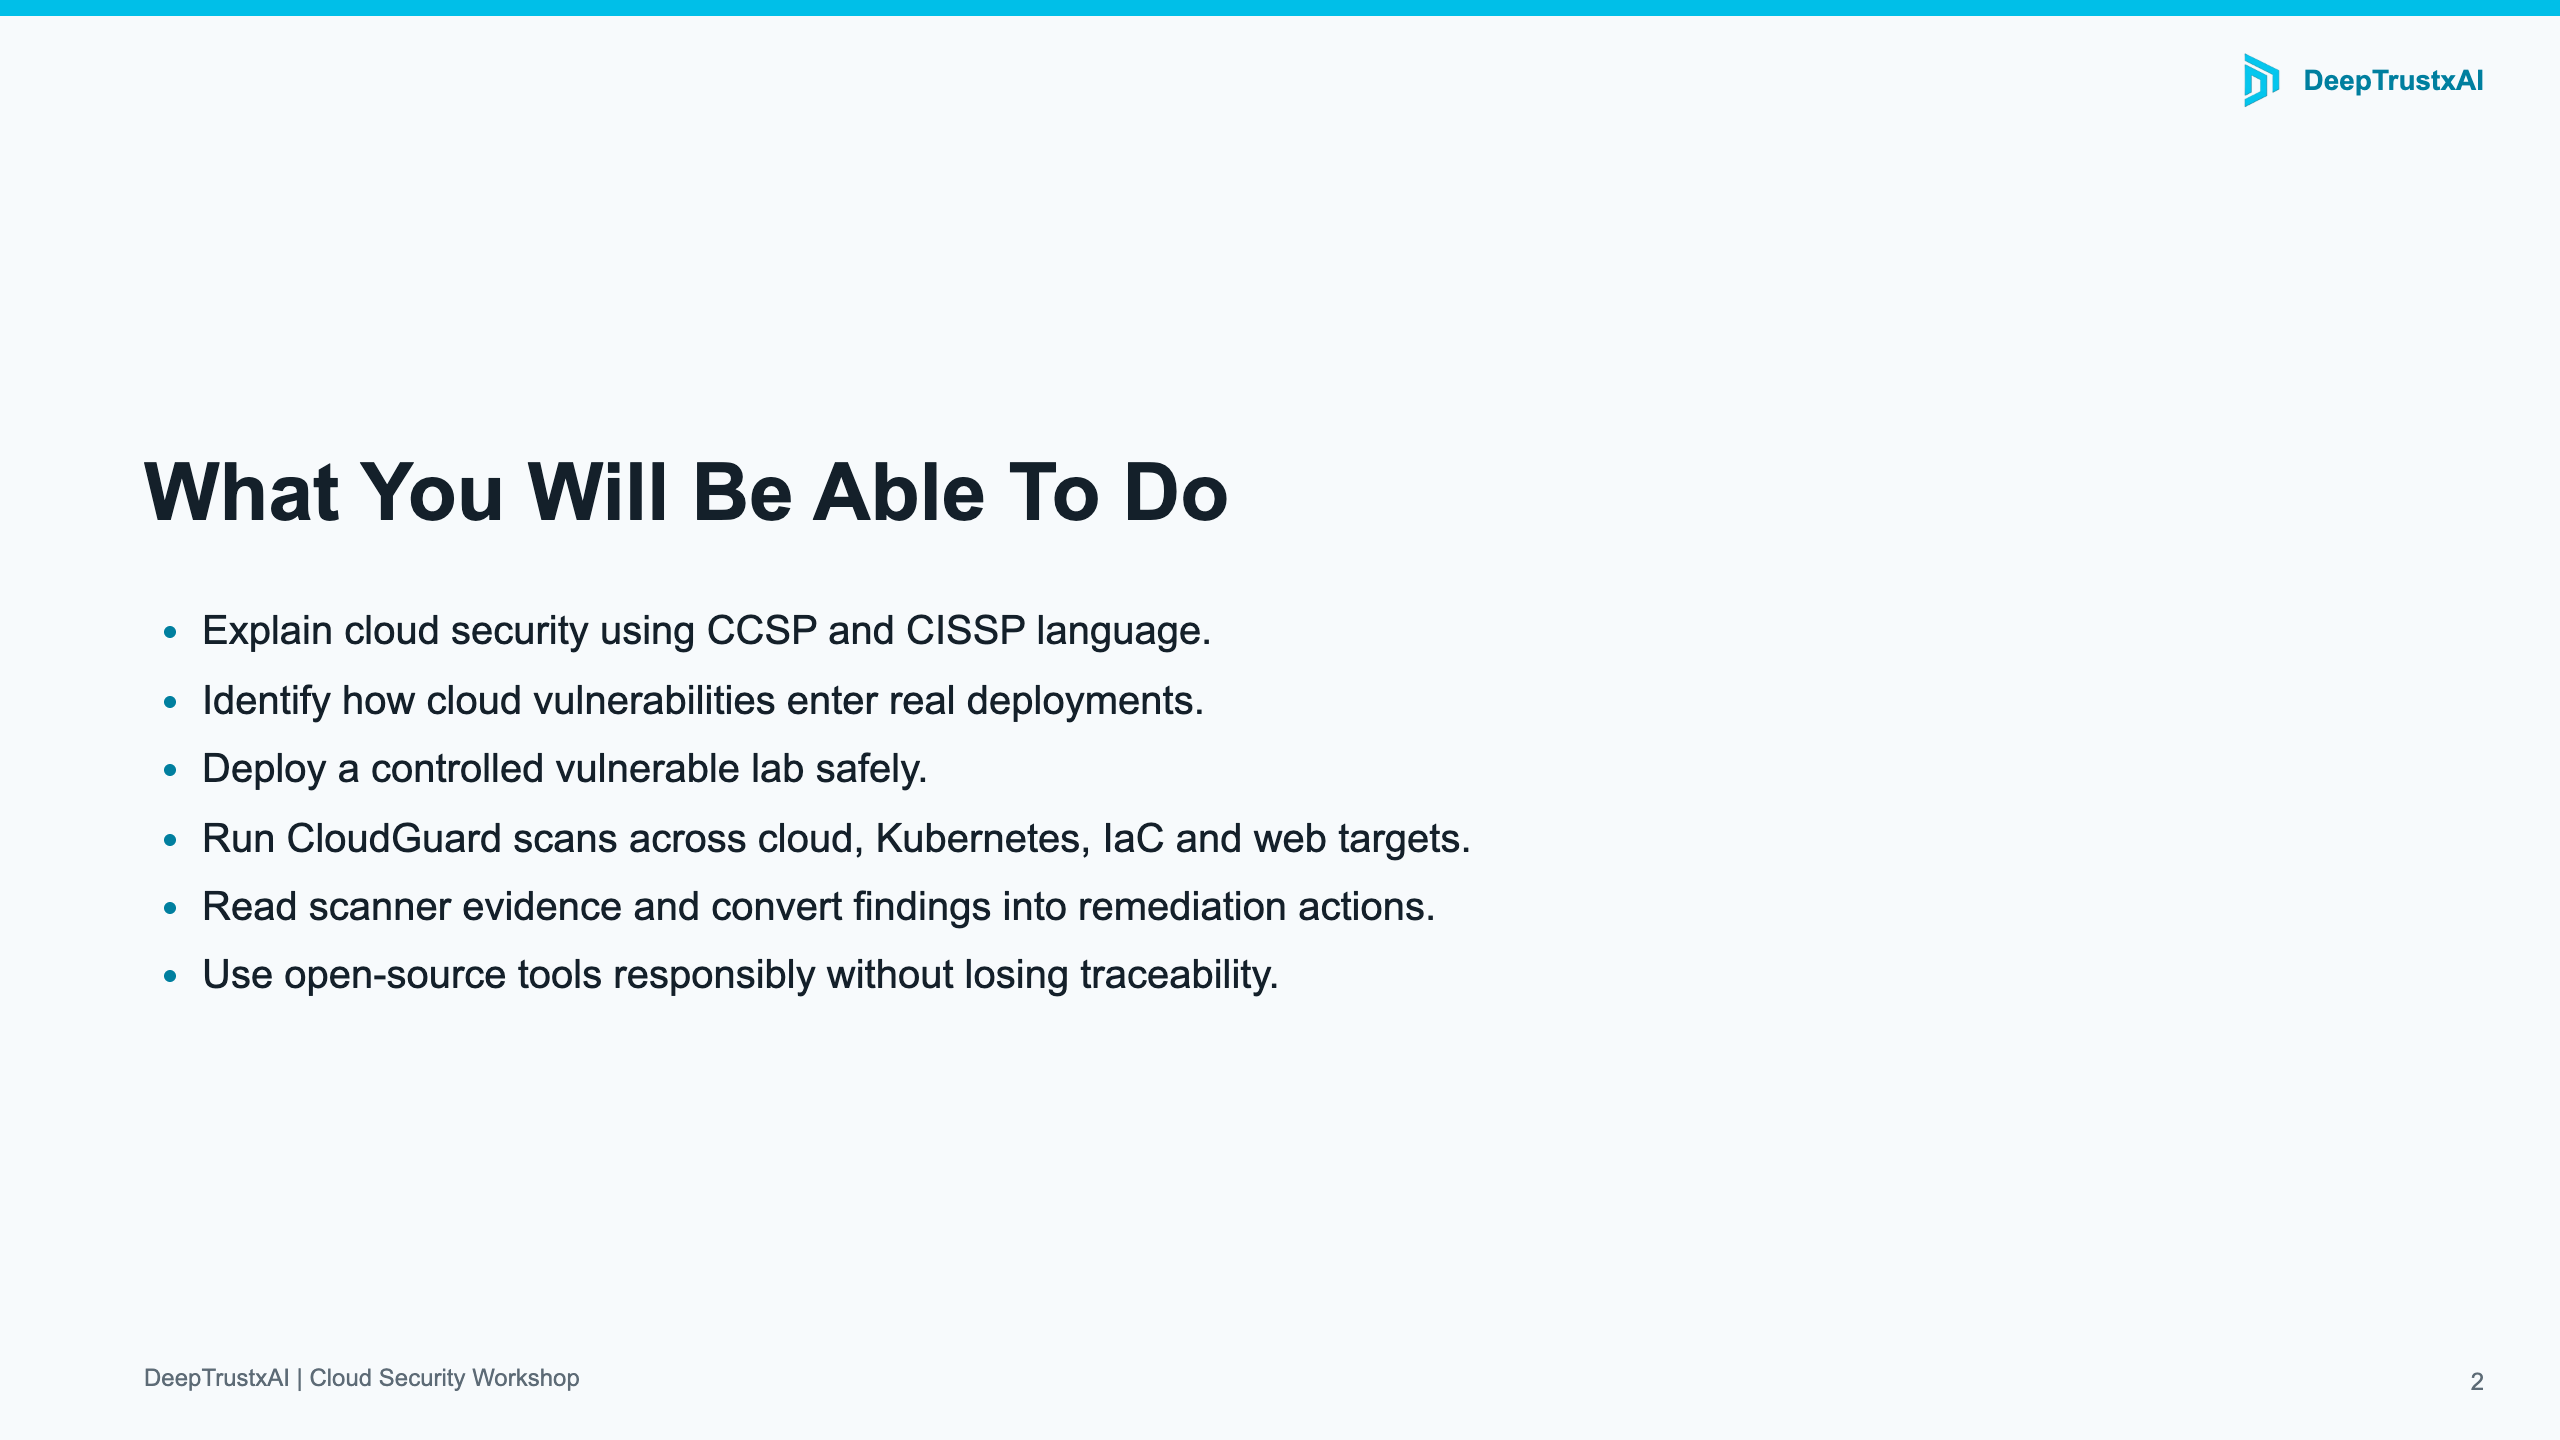 DeepTrustxAI
What You Will Be Able To Do
• Explain cloud security using CCSP and CISSP language.
• Identify how cloud vulnerabilities enter real deployments.
• Deploy a controlled vulnerable lab safely.
• Run CloudGuard scans across cloud, Kubernetes, IaC and web targets.
• Read scanner evidence and convert findings into remediation actions.
• Use open-source tools responsibly without losing traceability.
DeepTrustxAI | Cloud Security Workshop
2